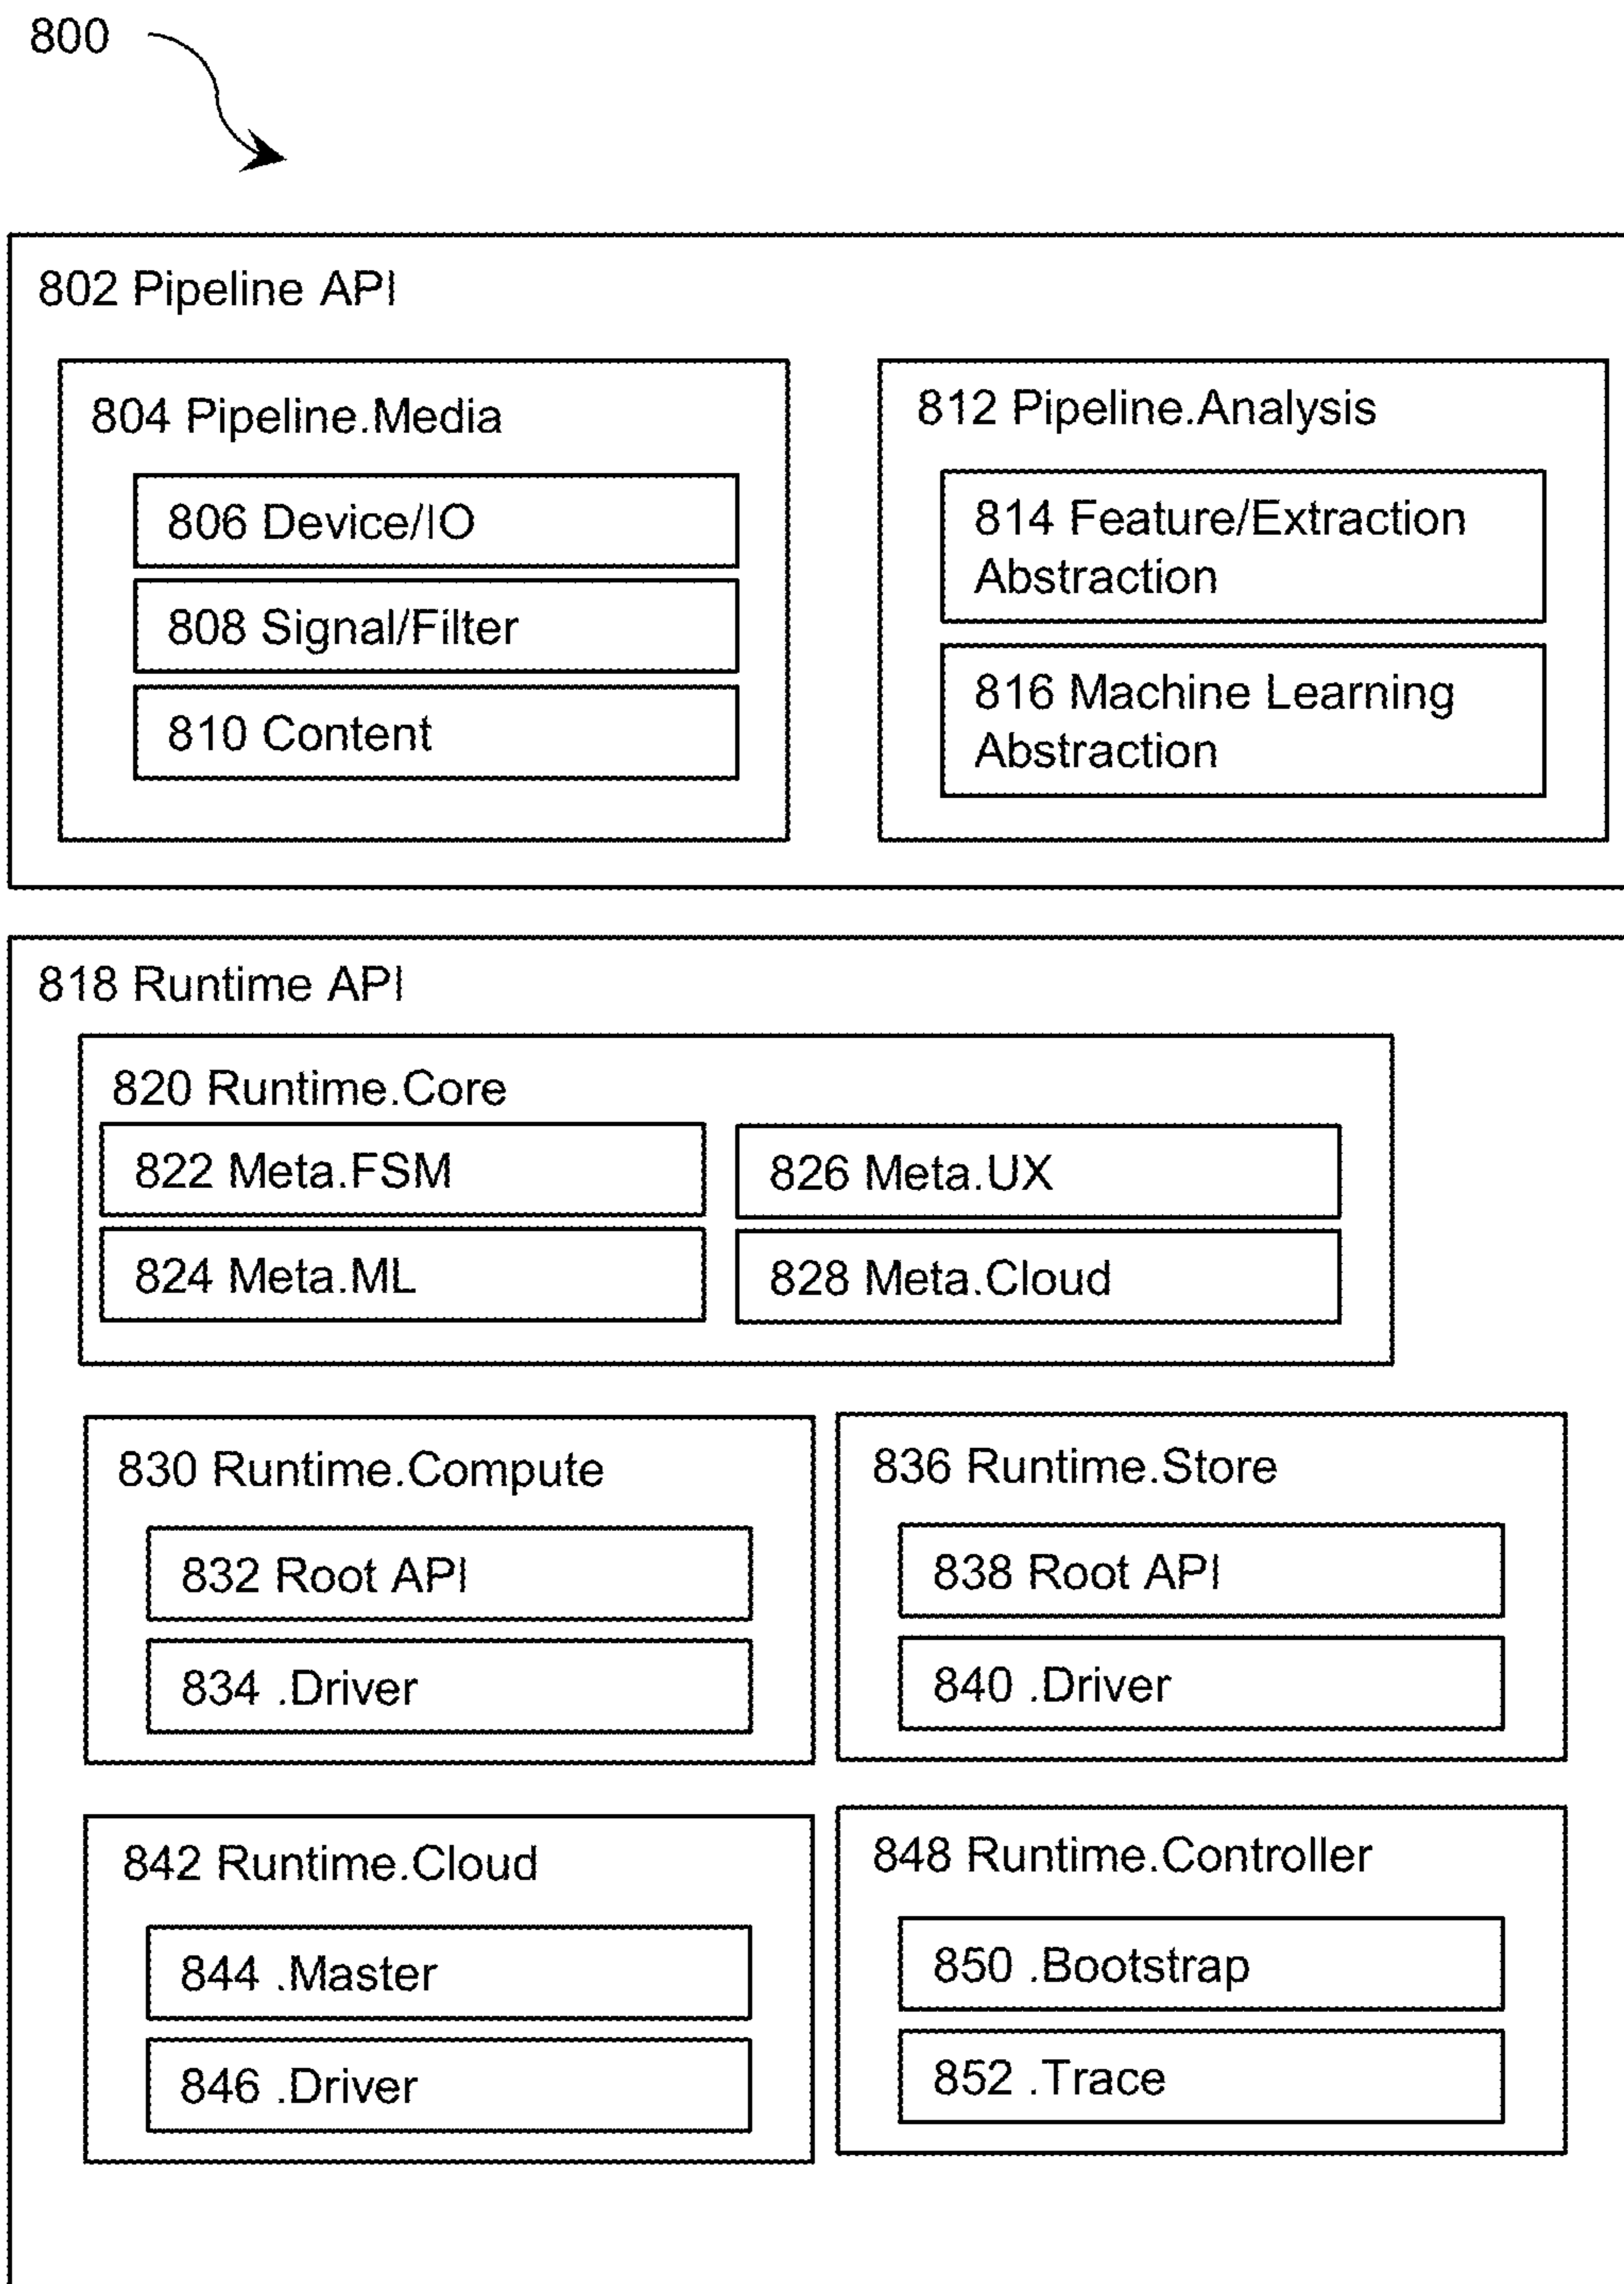 800
802 Pipeline API
804 Pipeline.Media
806 Device/IO
808 Signal/Filter
810 Content
812 Pipeline.Analysis
814 Feature/Extraction
Abstraction
816 Machine Learning
Abstraction
818 Runtime API
820 Runtime.Core
822 Meta.FSM
824 Meta.ML
826 Meta.UX
828 Meta.Cloud
830 Runtime.Compute
832 Root API
834 .Driver
836 Runtime.Store
838 Root API
840 .Driver
842 Runtime.Cloud
844 .Master
846 .Driver
848 Runtime.Controller
850 .Bootstrap
852 .Trace